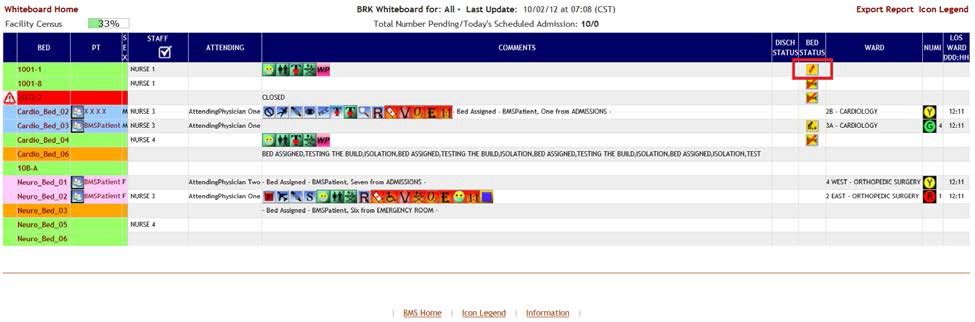 Whiteboard Home
BRK Whiteboard for: All - Last Update: 10/02/12 at 07:08 (CST)
Export Report Icon Legend
Facility Census 33%
Total Number Pending/Today's Scheduled Admission: 10/0
BED PT SEX STAFF ATTENDING COMMENTS DISCH STATUS BED STATUS WARD NUMI LOS WARD DDD:HH
1001-1 NURSE 1 WP
1001-8 NURSE 1
CLOSED
Cardio_Bed_02 X X X X M NURSE 3 AttendingPhysician One Bed Assigned - BMSPatient, One from ADMISSIONS - 2B - CARDIOLOGY Y 12:11
Cardio_Bed_03 BMSPatient M NURSE 3 AttendingPhysician One 3A - CARDIOLOGY G 4 12:11
Cardio_Bed_04 NURSE 4 WP
Cardio_Bed_06 BED ASSIGNED,TESTING THE BUILD,ISOLATION,BED ASSIGNED,TESTING THE BUILD,ISOLATION,BED ASSIGNED,TESTING THE BUILD,ISOLATION,BED ASSIGNED,ISOLATION,TEST
10B-A
Neuro_Bed_01 BMSPatient F AttendingPhysician Two - Bed Assigned - BMSPatient, Seven from ADMISSIONS - 4 WEST - ORTHOPEDIC SURGERY Y 12:11
Neuro_Bed_02 BMSPatient F NURSE 3 AttendingPhysician One 2 EAST - ORTHOPEDIC SURGERY R 1 12:11
Neuro_Bed_03 - Bed Assigned - BMSPatient, Six from EMERGENCY ROOM -
Neuro_Bed_05 NURSE 4
Neuro_Bed_06
| BMS Home | Icon Legend | Information |